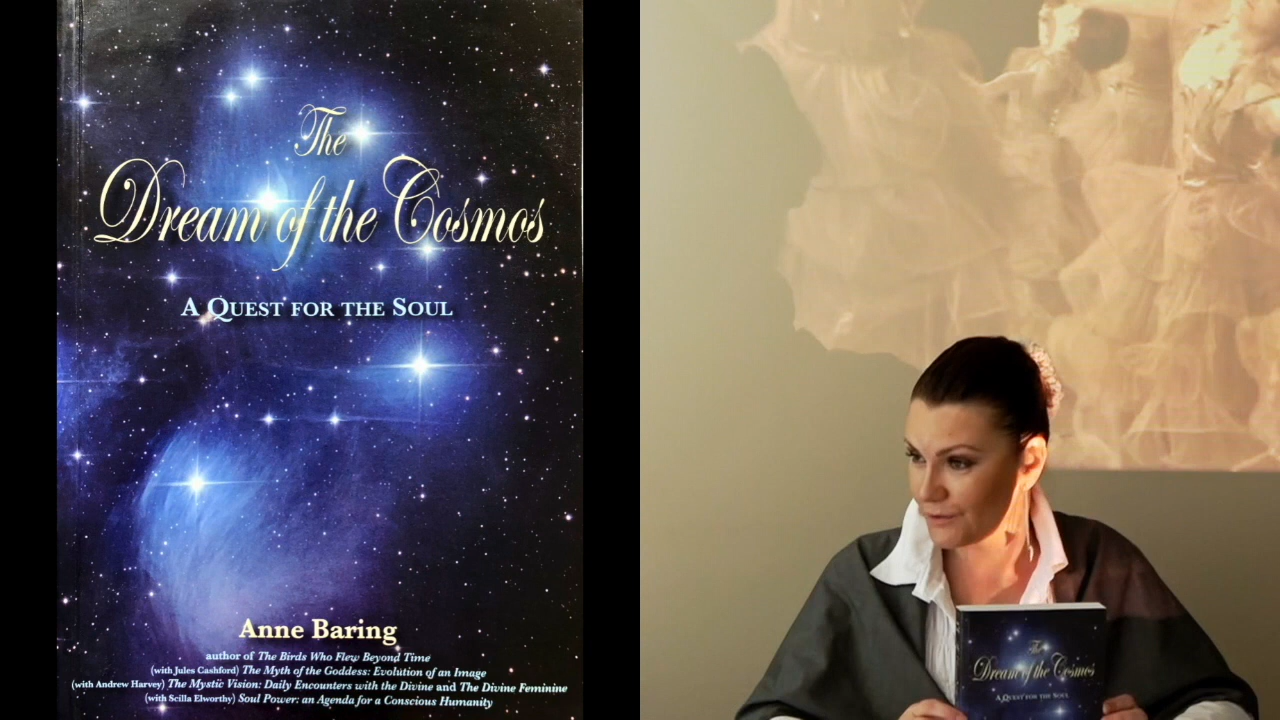 The
Dream of the Cosmos
A QUEST FOR THE SOUL
Anne Baring
author of The Birds Who Flew Beyond Time
(with Jules Cashford) The Myth of the Goddess: Evolution of an Image
(with Andrew Harvey) The Mystic Vision: Daily Encounters with the Divine and The Divine Feminine
(with Scilla Elworthy) Soul Power: an Agenda for a Conscious Humanity
The
Dream of the Cosmos
A QUEST FOR THE SOUL